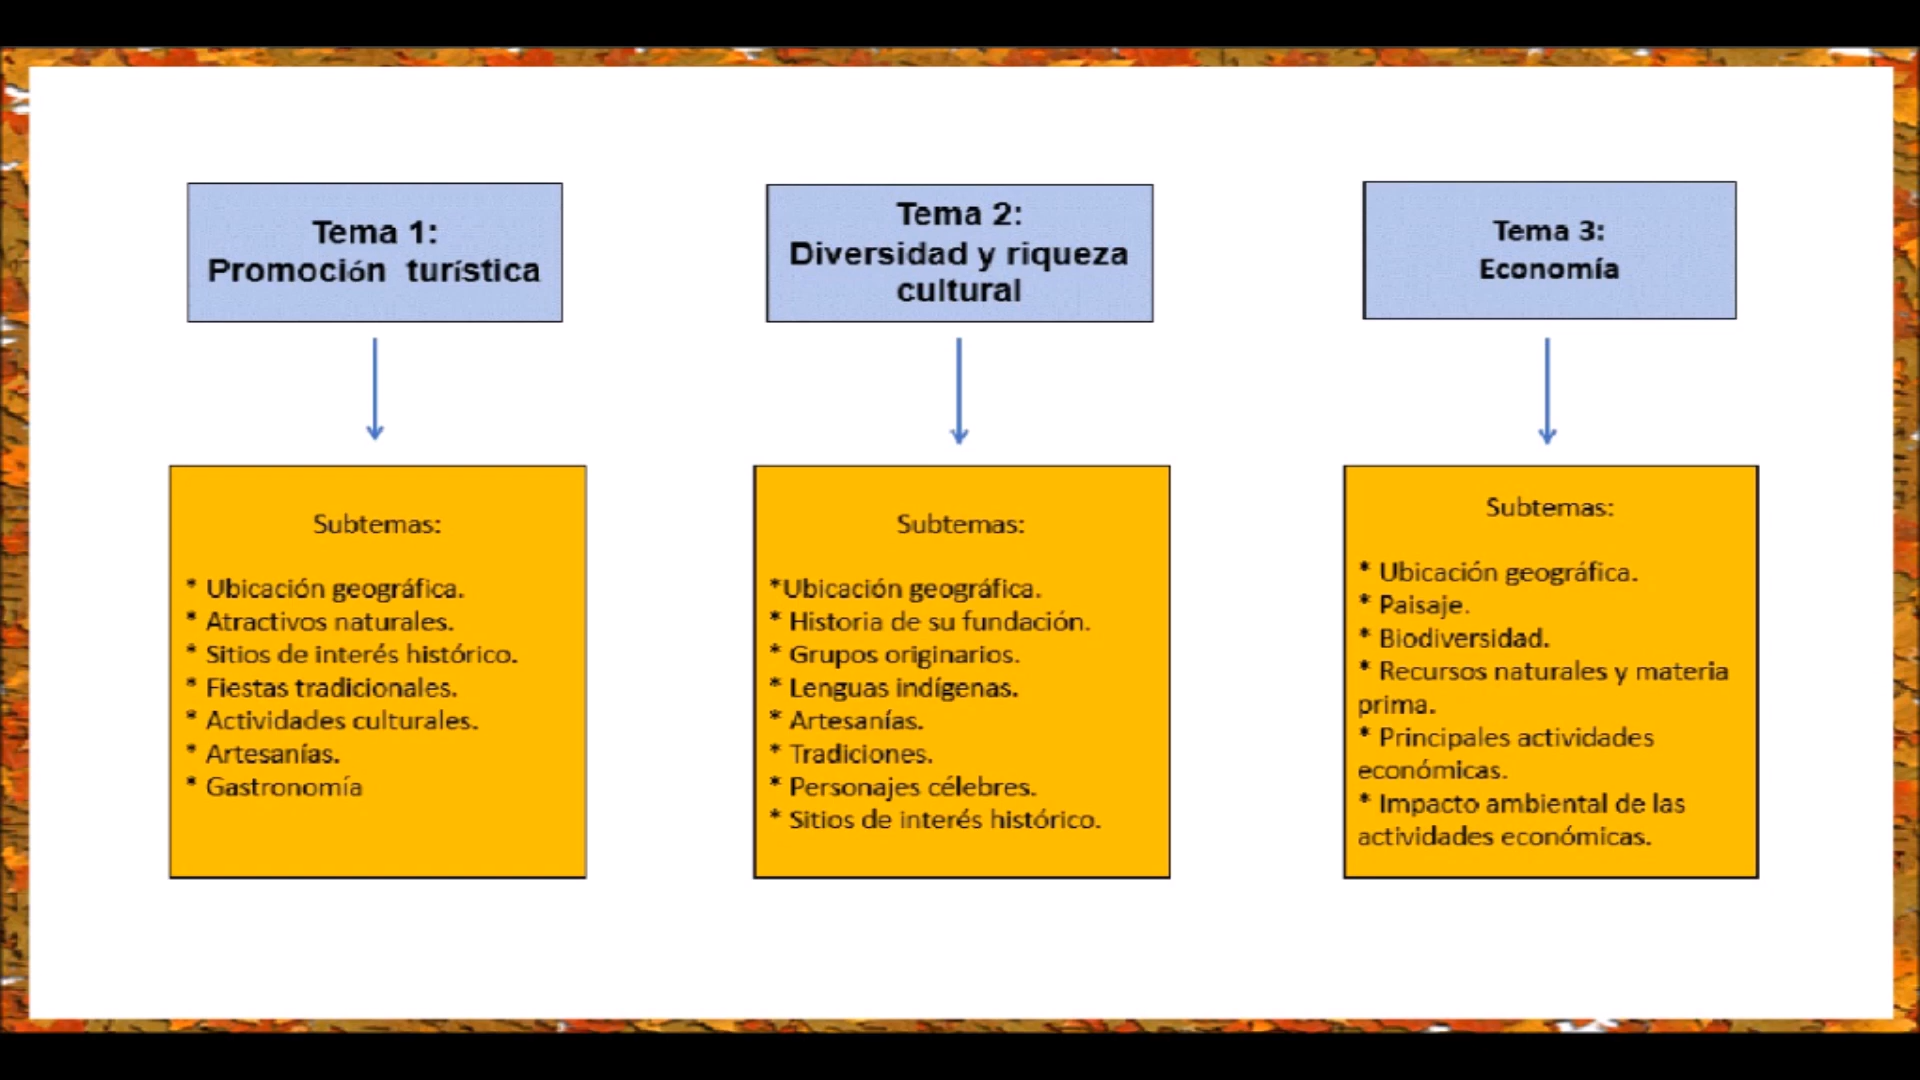 Tema 1:
Promoción turística
Subtemas:
* Ubicación geográfica.
* Atractivos naturales.
* Sitios de interés histórico.
* Fiestas tradicionales.
* Actividades culturales.
* Artesanías.
* Gastronomía
Tema 2:
Diversidad y riqueza
cultural
Subtemas:
*Ubicación geográfica.
* Historia de su fundación.
* Grupos originarios.
* Lenguas indígenas.
* Artesanías.
* Tradiciones.
* Personajes célebres.
* Sitios de interés histórico.
Tema 3:
Economía
Subtemas:
* Ubicación geográfica.
* Paisaje.
* Biodiversidad.
* Recursos naturales y materia
prima.
* Principales actividades
económicas.
* Impacto ambiental de las
actividades económicas.